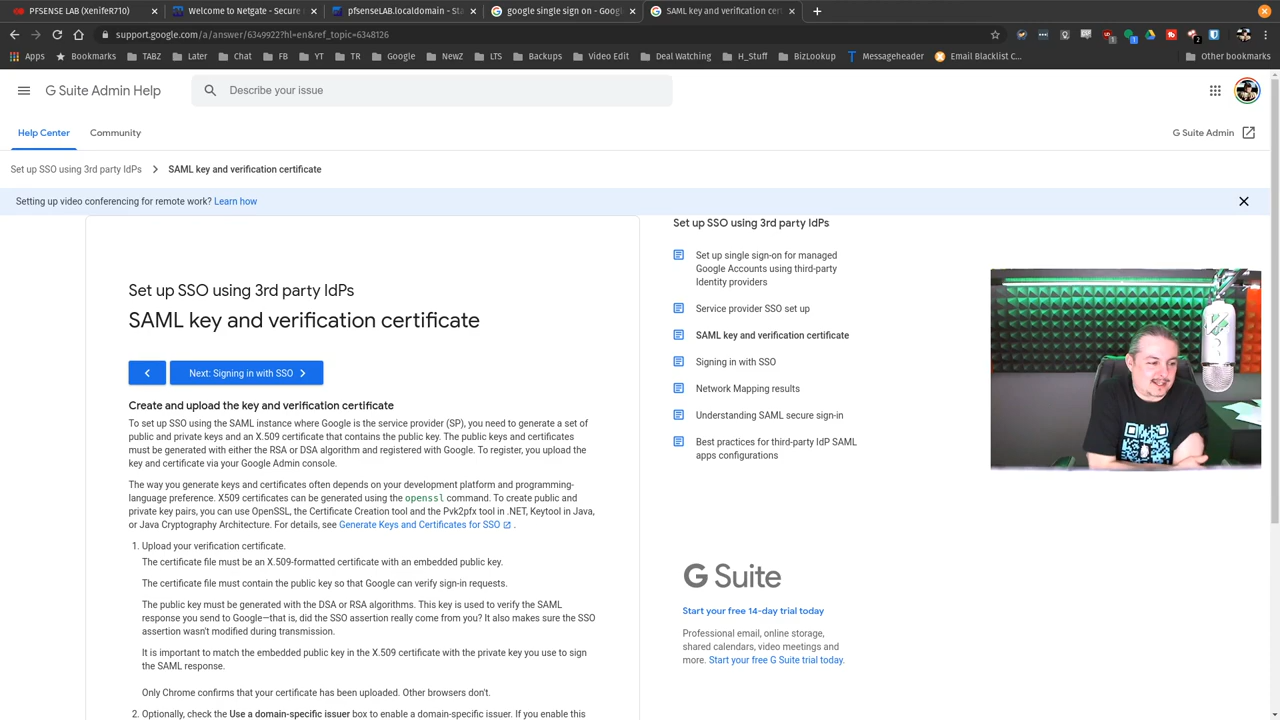 PFSENSE LAB (XenifeR710)
Welcome to Netgate - Secure
pfsenseLAB.localdomain - Sta
google single sign on - Goog
SAML key and verification cert
support.google.com/a/answer/6349922?hl=en&ref_topic=6348126
Apps
Bookmarks
TABZ
Later
Chat
FB
YT
TR
Google
NewZ
LTS
Backups
Video Edit
Deal Watching
H_Stuff
BizLookup
Messageheader
Email Blacklist C...
Other bookmarks
G Suite Admin Help
Describe your issue
Help Center
Community
G Suite Admin
Set up SSO using 3rd party IdPs
SAML key and verification certificate
Setting up video conferencing for remote work? Learn how
Set up SSO using 3rd party IdPs
SAML key and verification certificate
Next: Signing in with SSO
Create and upload the key and verification certificate
To set up SSO using the SAML instance where Google is the service provider (SP), you need to generate a set of
public and private keys and an X.509 certificate that contains the public key. The public keys and certificates
must be generated with either the RSA or DSA algorithm and registered with Google. To register, you upload the
key and certificate via your Google Admin console.
The way you generate keys and certificates often depends on your development platform and programming-
language preference. X509 certificates can be generated using the openssl command. To create public and
private key pairs, you can use OpenSSL, the Certificate Creation tool and the Pvk2pfx tool in .NET, Keytool in Java,
or Java Cryptography Architecture. For details, see Generate Keys and Certificates for SSO .
1. Upload your verification certificate.
The certificate file must be an X.509-formatted certificate with an embedded public key.
The certificate file must contain the public key so that Google can verify sign-in requests.
The public key must be generated with the DSA or RSA algorithms. This key is used to verify the SAML
response you send to Google—that is, did the SSO assertion really come from you? It also makes sure the SSO
assertion wasn't modified during transmission.
It is important to match the embedded public key in the X.509 certificate with the private key you use to sign
the SAML response.
Only Chrome confirms that your certificate has been uploaded. Other browsers don't.
2. Optionally, check the Use a domain-specific issuer box to enable a domain-specific issuer. If you enable this
Set up SSO using 3rd party IdPs
Set up single sign-on for managed
Google Accounts using third-party
Identity providers
Service provider SSO set up
SAML key and verification certificate
Signing in with SSO
Network Mapping results
Understanding SAML secure sign-in
Best practices for third-party IdP SAML
apps configurations
G Suite
Start your free 14-day trial today
Professional email, online storage,
shared calendars, video meetings and
more. Start your free G Suite trial today.